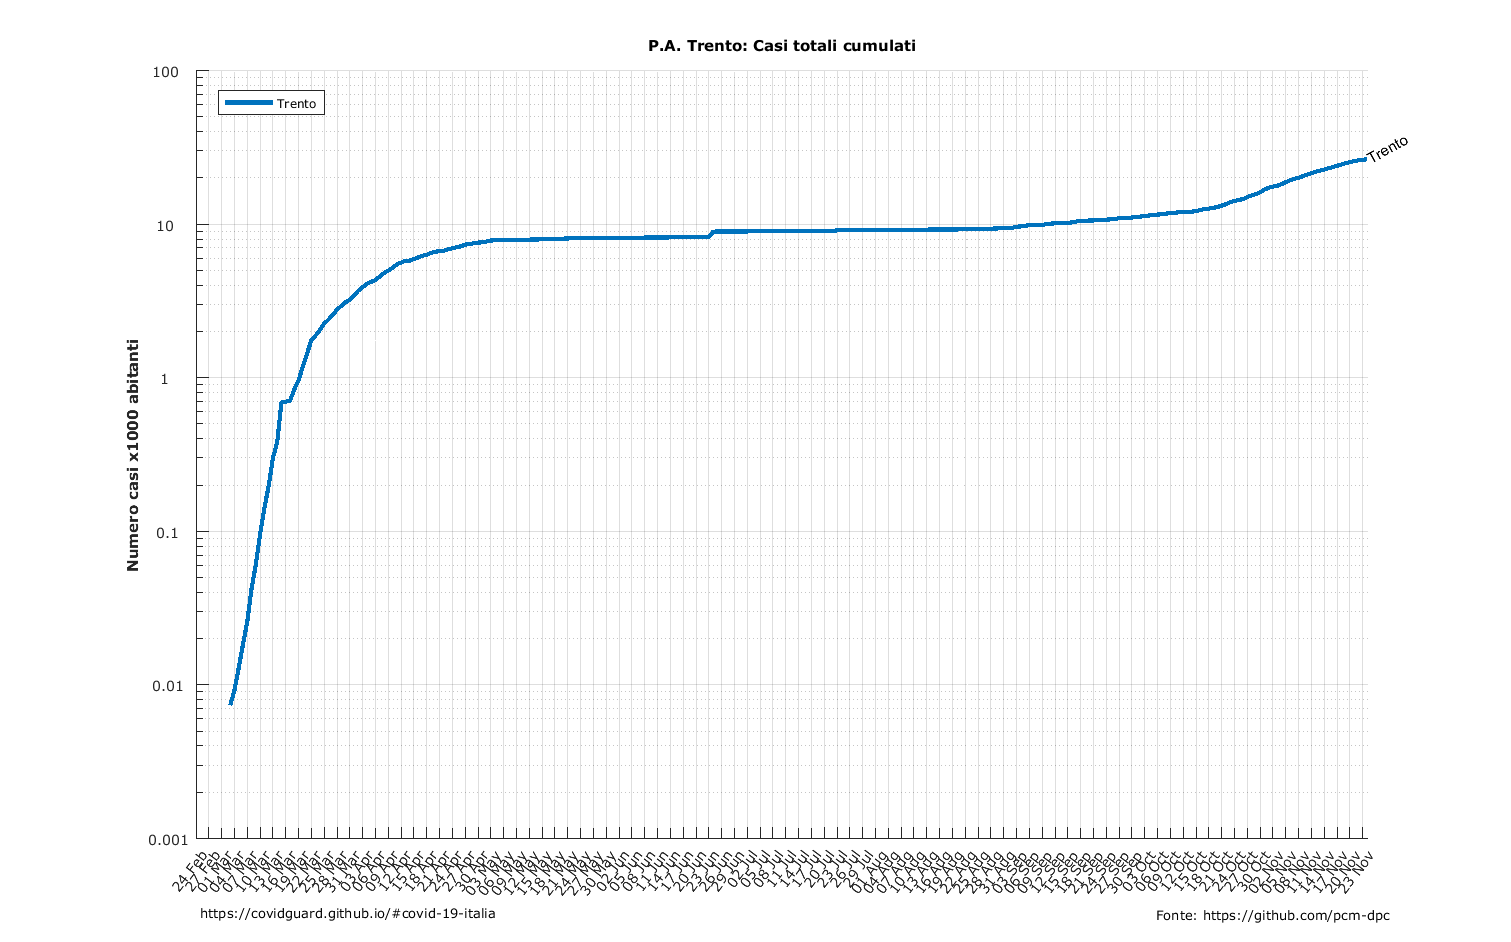 P.A. Trento: Casi totali cumulati
100
10
1
0.1
0.01
0.001
Numero casi x1000 abitanti
Trento
Trento
24 Feb
27 Feb
01 Mar
04 Mar
07 Mar
10 Mar
13 Mar
16 Mar
19 Mar
22 Mar
25 Mar
28 Mar
31 Mar
03 Apr
06 Apr
09 Apr
12 Apr
15 Apr
18 Apr
21 Apr
24 Apr
27 Apr
30 Apr
03 May
06 May
09 May
12 May
15 May
18 May
21 May
24 May
27 May
30 May
02 Jun
05 Jun
08 Jun
11 Jun
14 Jun
17 Jun
20 Jun
23 Jun
26 Jun
29 Jun
02 Jul
05 Jul
08 Jul
11 Jul
14 Jul
17 Jul
20 Jul
23 Jul
26 Jul
29 Jul
01 Aug
04 Aug
07 Aug
10 Aug
13 Aug
16 Aug
19 Aug
22 Aug
25 Aug
28 Aug
31 Aug
03 Sep
06 Sep
09 Sep
12 Sep
15 Sep
18 Sep
21 Sep
24 Sep
27 Sep
30 Sep
03 Oct
06 Oct
09 Oct
12 Oct
15 Oct
18 Oct
21 Oct
24 Oct
27 Oct
30 Oct
02 Nov
05 Nov
08 Nov
11 Nov
14 Nov
17 Nov
20 Nov
23 Nov
https://covidguard.github.io/#covid-19-italia
Fonte: https://github.com/pcm-dpc